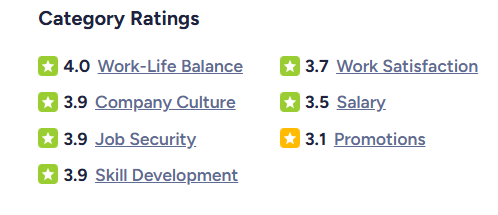 Category Ratings
4.0 Work-Life Balance
3.9 Company Culture
3.9 Job Security
3.9 Skill Development
3.7 Work Satisfaction
3.5 Salary
3.1 Promotions